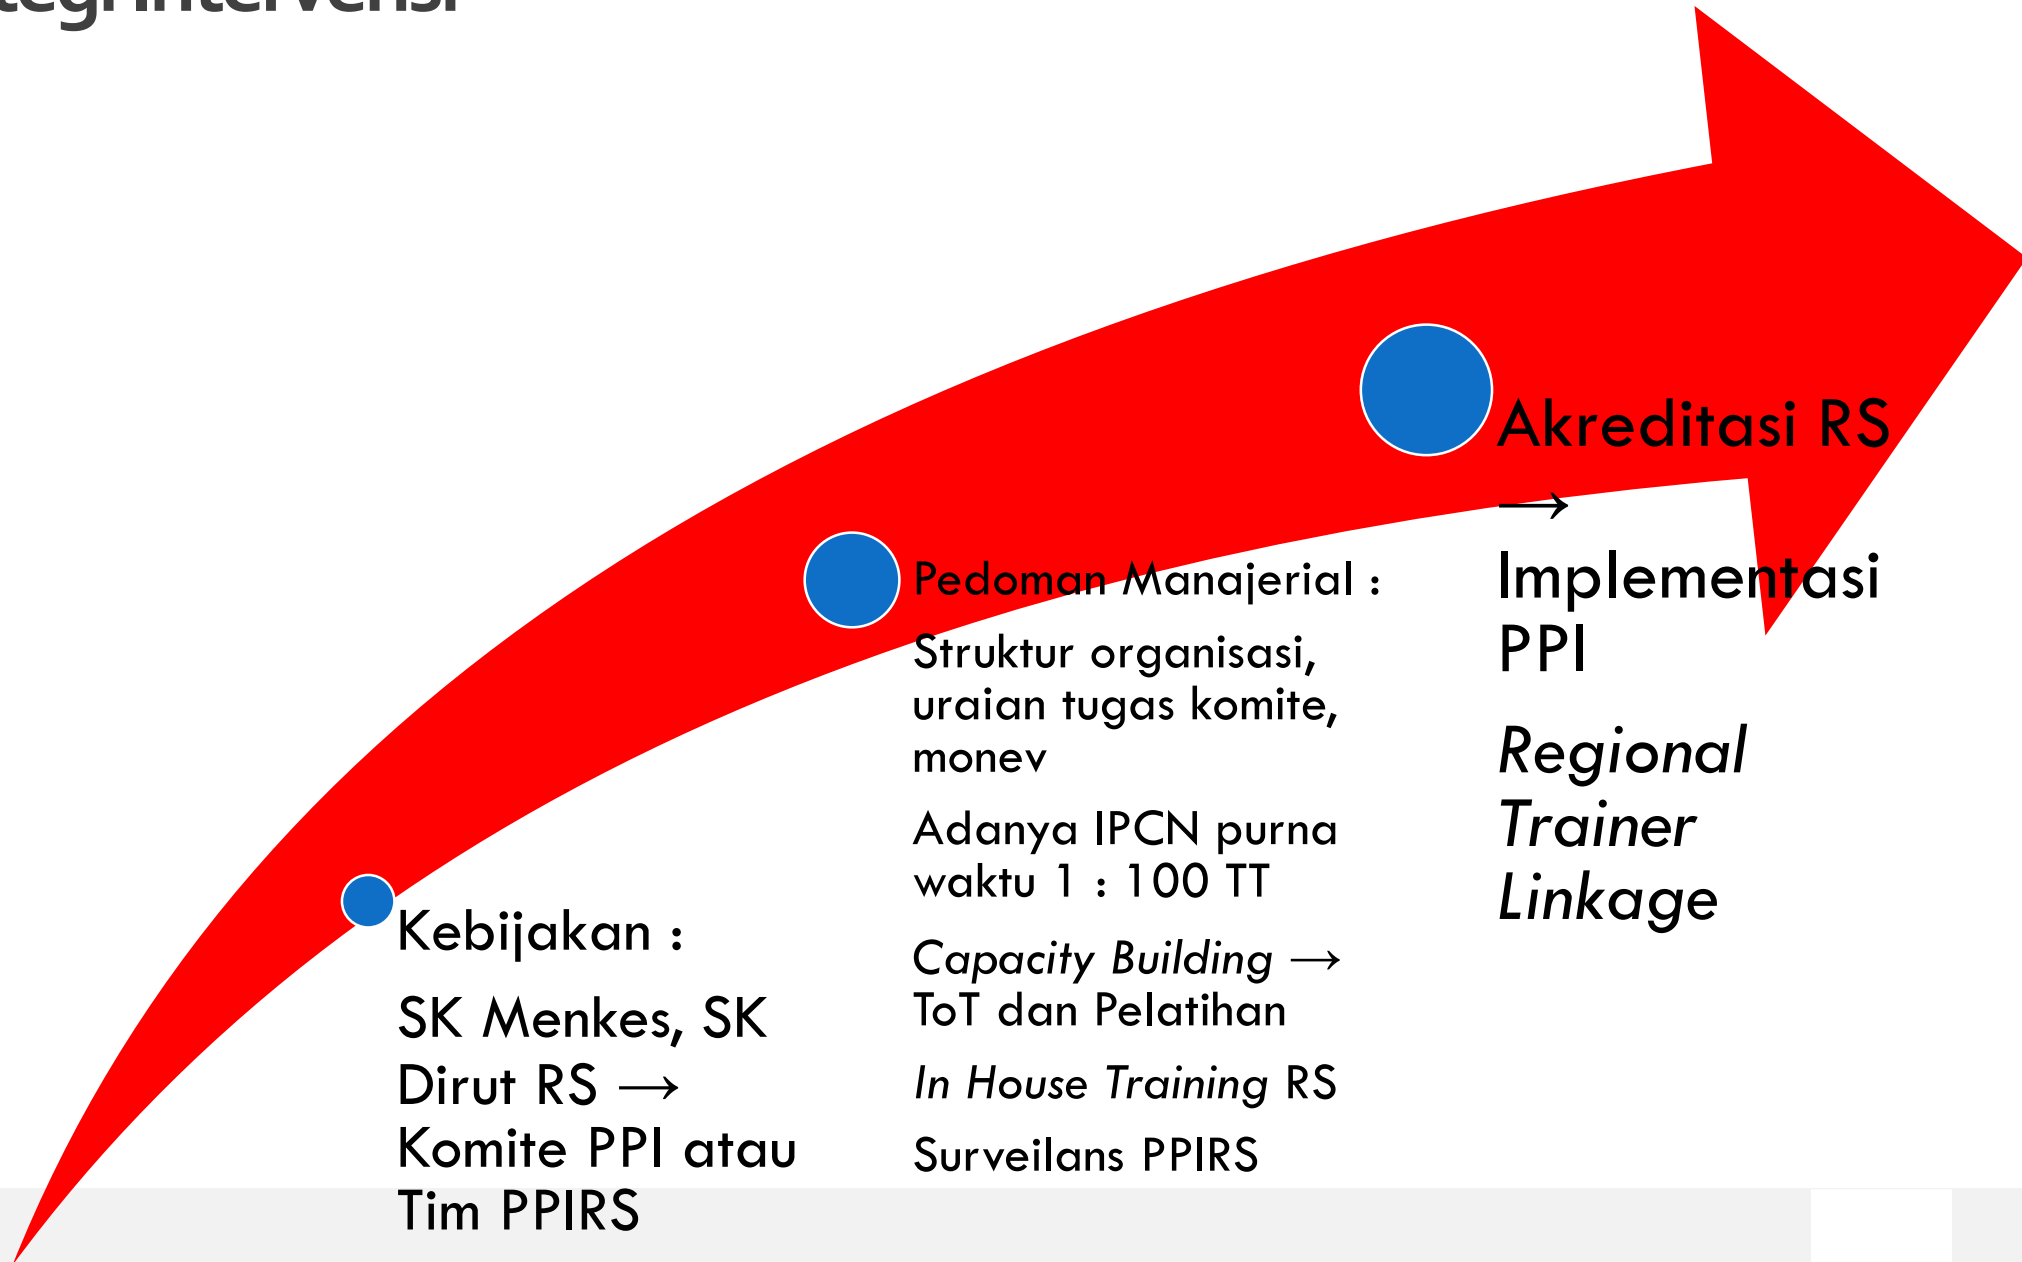 Kebijakan :
SK Menkes, SK
Dirut RS →
Komite PPI atau
Tim PPIRS
Pedoman Manajerial :
Struktur organisasi,
uraian tugas komite,
monev
Adanya IPCN purna
waktu 1 : 100 TT
Capacity Building →
ToT dan Pelatihan
In House Training RS
Surveilans PPIRS
Akreditasi RS
→
Implementasi
PPI
Regional
Trainer
Linkage